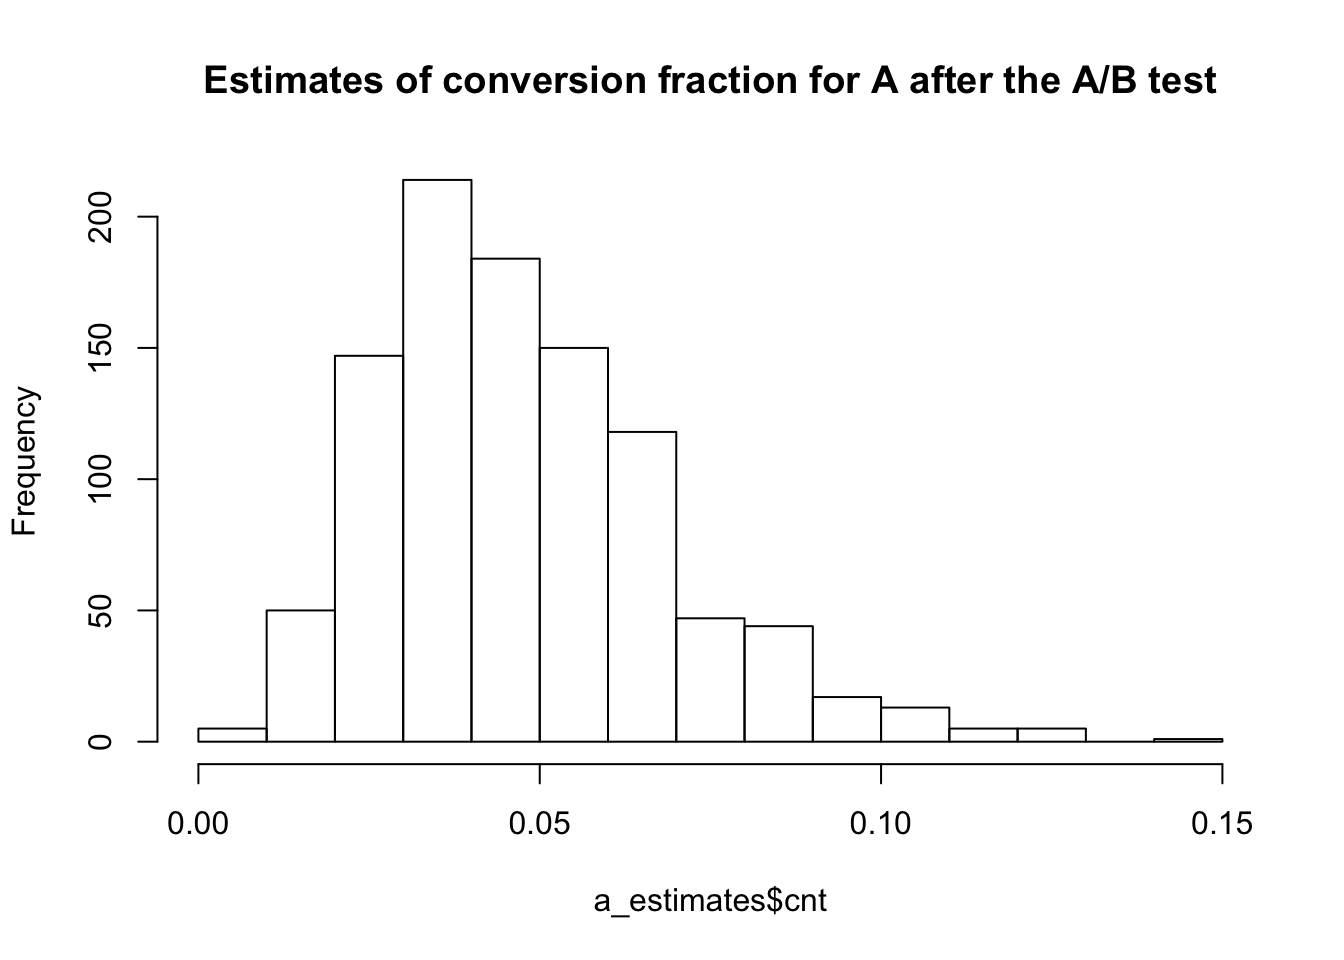 Estimates of conversion fraction for A after the A/B test
200
150
100
50
0
Frequency
0.00 0.05 0.10 0.15
a_estimates$cnt